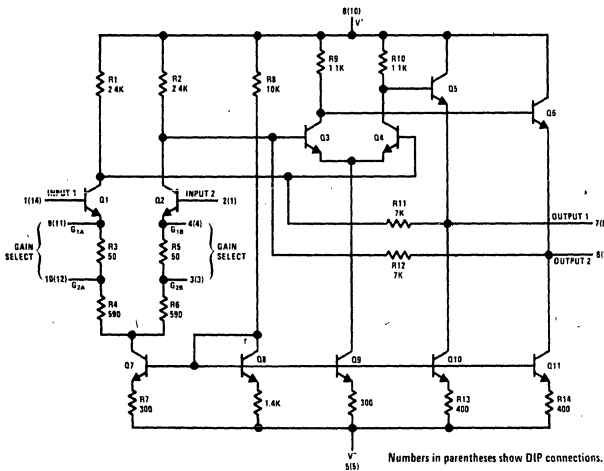 8(10)
V+
R1
2 4K
R2
2 4K
R8
10K
R9
1 1K
R10
1 1K
Q5
Q6
Q3
Q4
INPUT 1
1(14)
Q1
Q2
INPUT 2
2(1)
9(11)
G1A
4(4)
G1B
GAIN
SELECT
R3
50
R5
50
GAIN
SELECT
10(12)
G2A
3(3)
G2B
R4
590
R6
590
R11
7K
OUTPUT 1
R12
7K
OUTPUT 2
Q7
Q8
Q9
Q10
Q11
R7
300
1.4K
300
R13
400
R14
400
V-
5(5)
Numbers in parentheses show DIP connections.